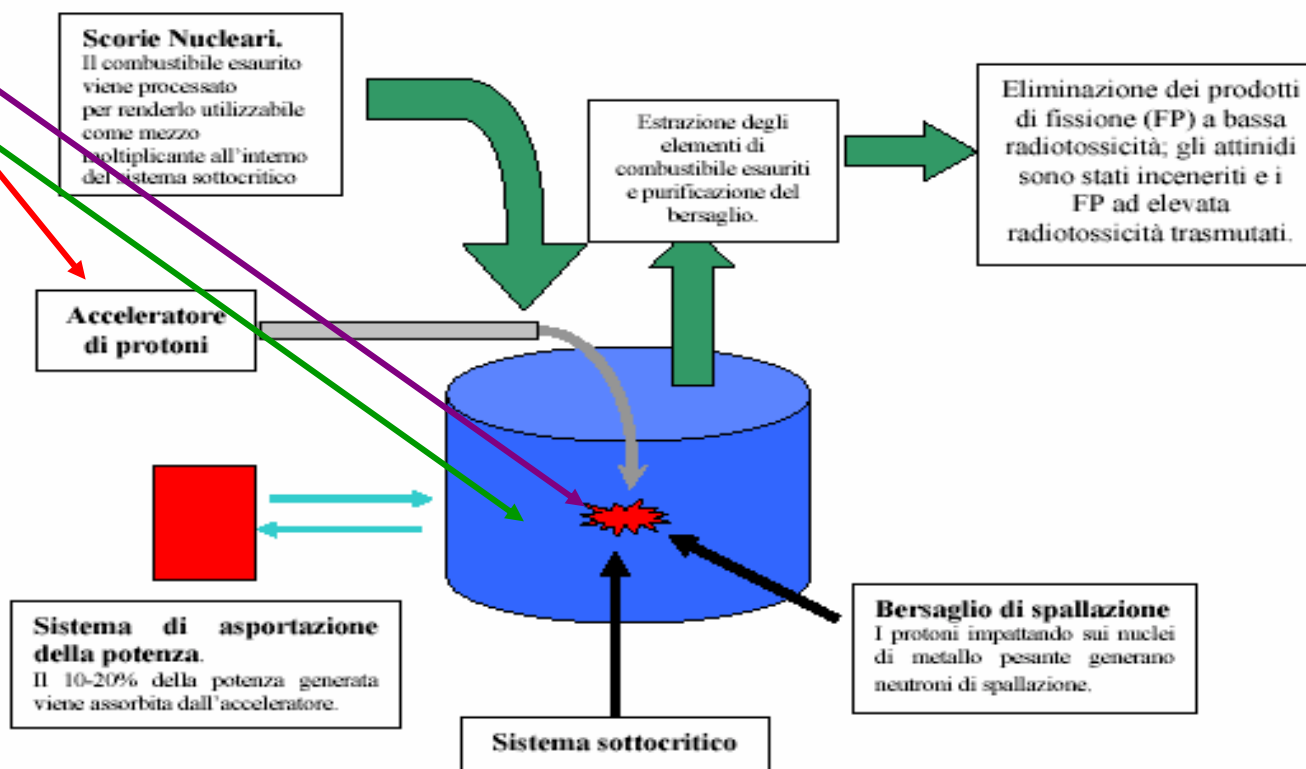 Scorie Nucleari.
Il combustibile esaurito
viene processato
per renderlo utilizzabile
come mezzo
moltiplicante all'interno
del sistema sottocritico
Estrazione degli
elementi di
combustibile esauriti
e purificazione del
bersaglio.
Eliminazione dei prodotti
di fissione (FP) a bassa
radiotossicità; gli attinidi
sono stati inceneriti e i
FP ad elevata
radiotossicità trasmutati.
Acceleratore
di protoni
Sistema di asportazione
della potenza.
Il 10-20% della potenza generata
viene assorbita dall'acceleratore.
Bersaglio di spallazione
I protoni impattando sui nuclei
di metallo pesante generano
neutroni di spallazione.
Sistema sottocritico